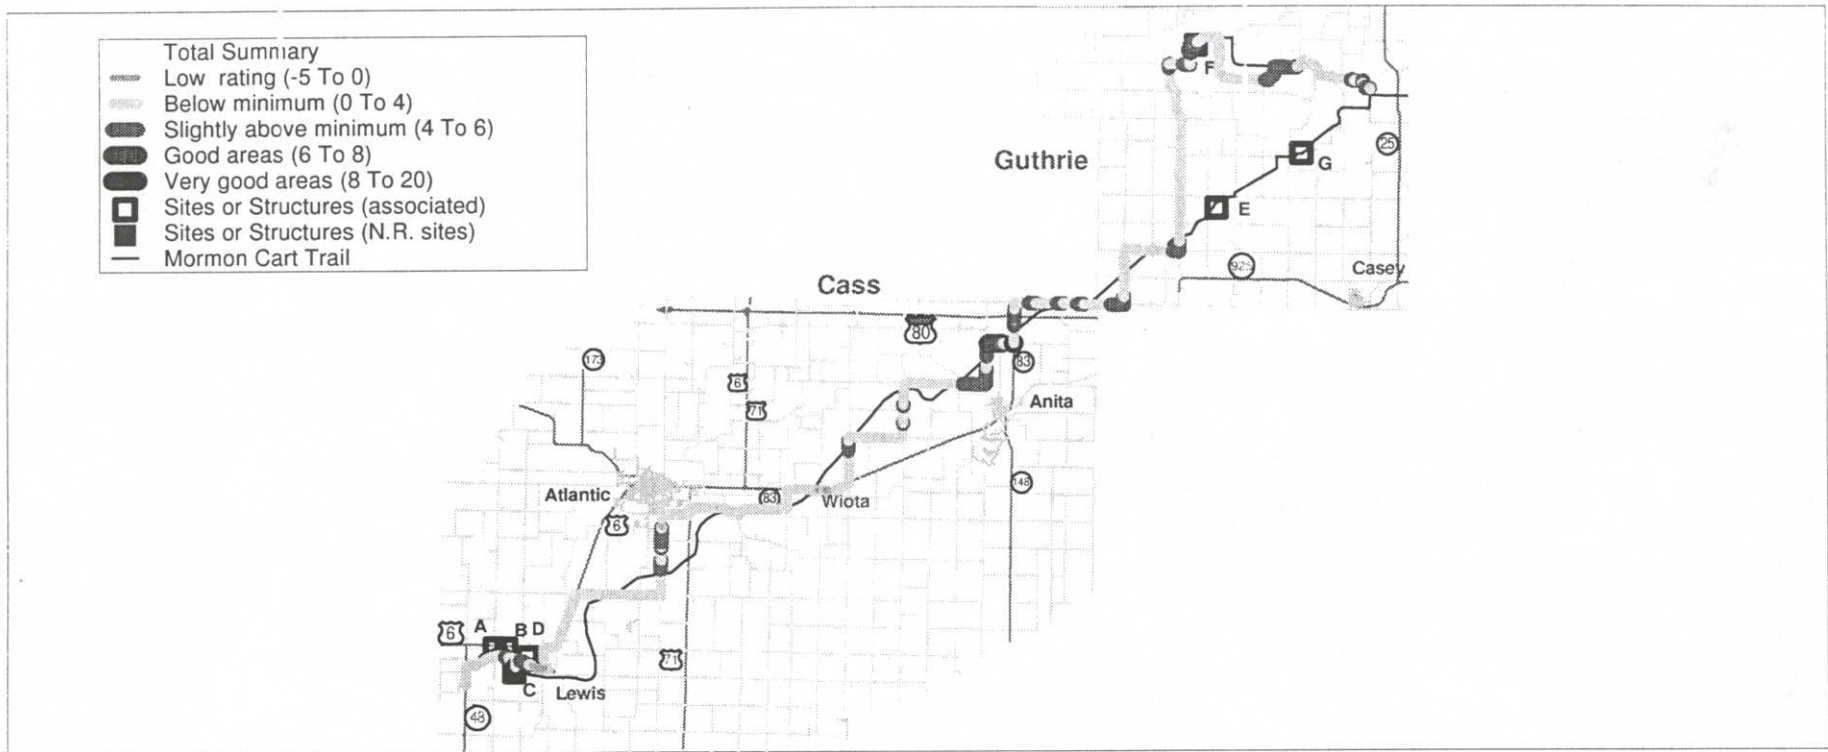 Total Summary
Low rating (-5 To 0)
Below minimum (0 To 4)
Slightly above minimum (4 To 6)
Good areas (6 To 8)
Very good areas (8 To 20)
Sites or Structures (associated)
Sites or Structures (N.R. sites)
Mormon Cart Trail
F
25
Guthrie
G
E
925
Casey
Cass
80
173
83
6
71
Anita
148
Atlantic
83
Wiota
6
6
A
B D
71
C
Lewis
48